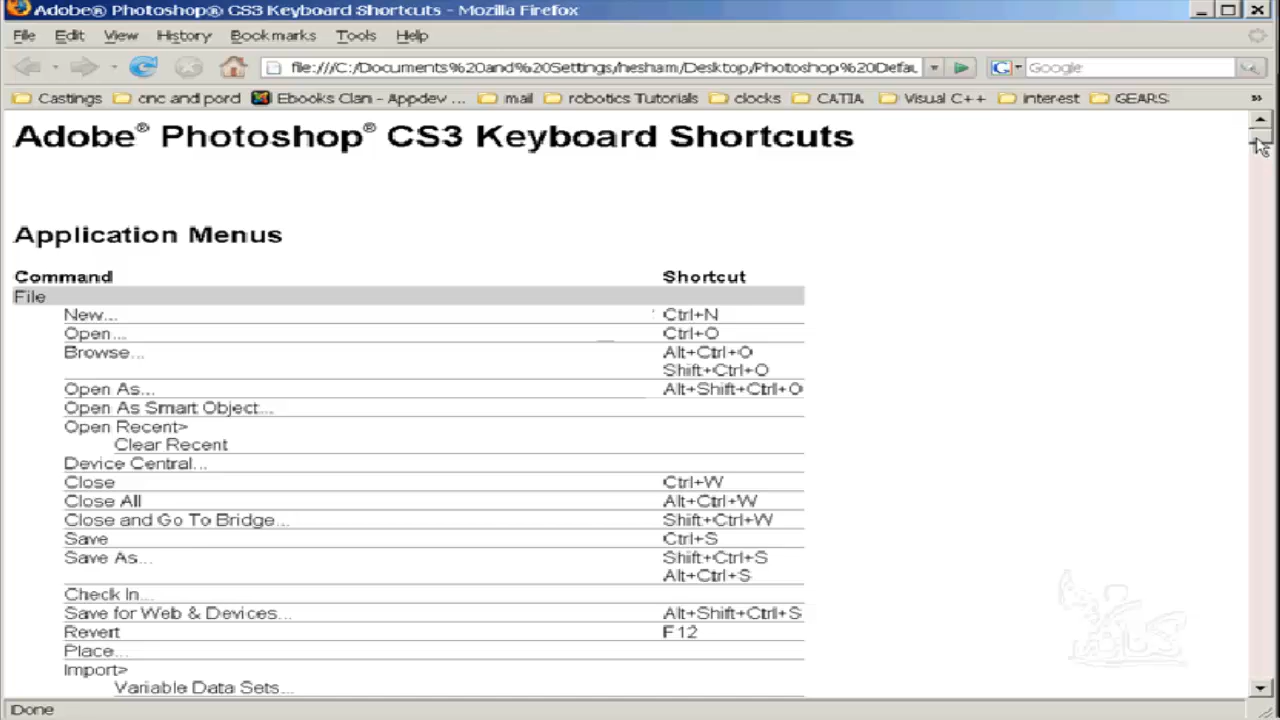 Adobe® Photoshop® CS3 Keyboard Shortcuts - Mozilla Firefox
File Edit View History Bookmarks Tools Help
file:///C:/Documents%20and%20Settings/hesham/Desktop/Photoshop%20Defau Google
Castings cnc and pord Ebooks Clan - Appdev ... mail robotics Tutorials clocks CATIA Visual C++ interest GEARS »
Adobe® Photoshop® CS3 Keyboard Shortcuts
Application Menus
Command Shortcut
File
New... Ctrl+N
Open... Ctrl+O
Browse... Alt+Ctrl+O
Shift+Ctrl+O
Open As... Alt+Shift+Ctrl+O
Open As Smart Object...
Open Recent>
Clear Recent
Device Central...
Close Ctrl+W
Close All Alt+Ctrl+W
Close and Go To Bridge... Shift+Ctrl+W
Save Ctrl+S
Save As... Shift+Ctrl+S
Alt+Ctrl+S
Check In...
Save for Web & Devices... Alt+Shift+Ctrl+S
Revert F12
Place...
Import>
Variable Data Sets...
Done